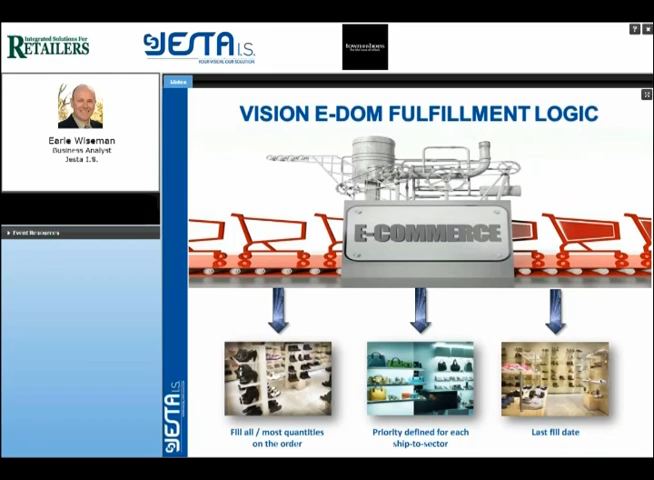 Integrated Solutions For
RETAILERS
JESTA I.S.
YOUR VISION, OUR SOLUTION
townshoes
? ×
Earle Wiseman
Business Analyst
Jesta I.S.
Event Resources
Slides
VISION E-DOM FULFILLMENT LOGIC
E-COMMERCE
Fill all / most quantities
on the order
Priority defined for each
ship-to-sector
Last fill date
JESTA I.S.